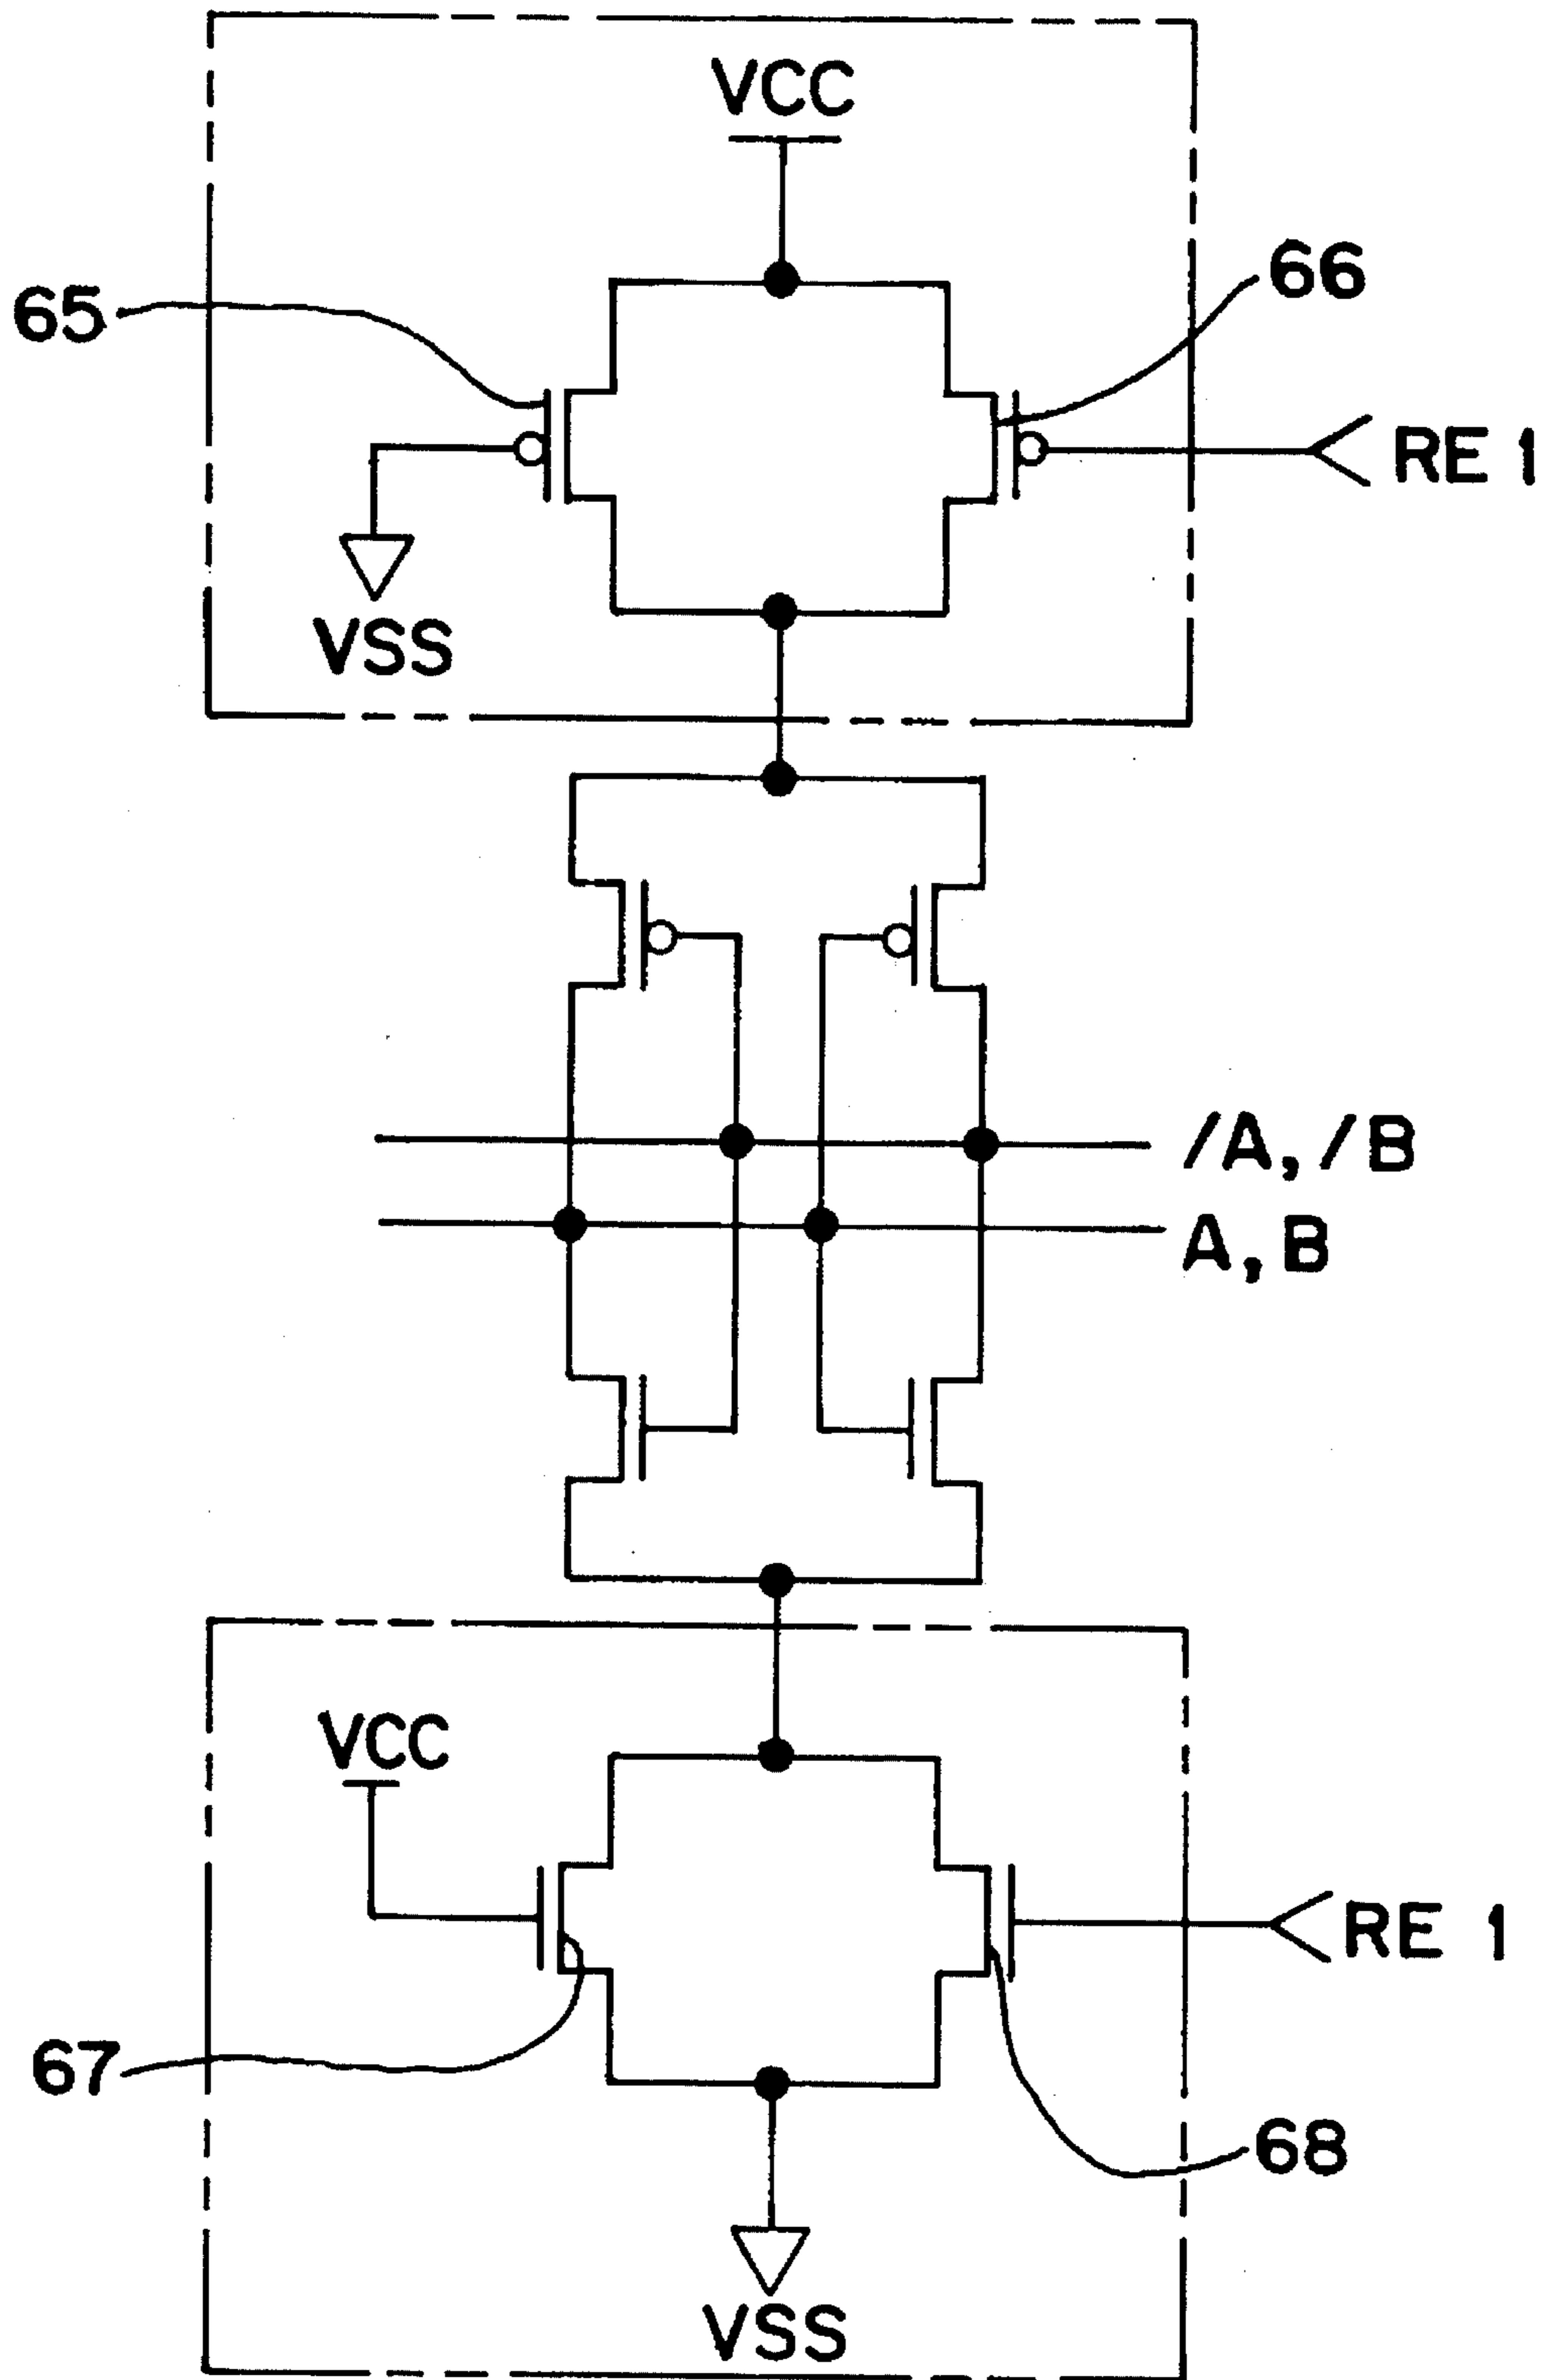 VCC
66
65
RE 1
VSS
/A, /B
A, B
VCC
RE 1
67
68
VSS